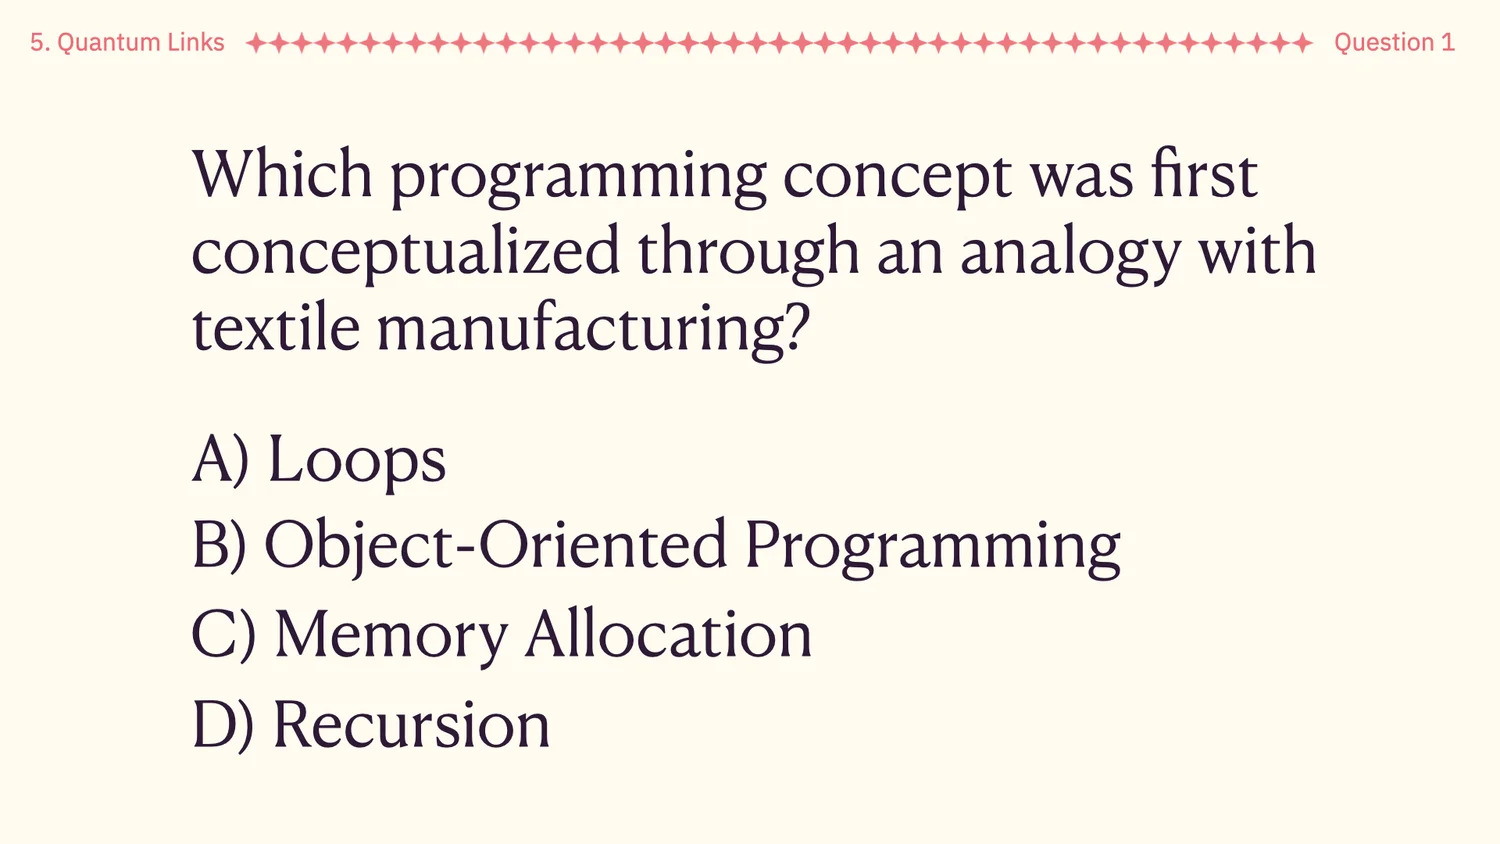 5. Quantum Links
Question 1
Which programming concept was first
conceptualized through an analogy with
textile manufacturing?
A) Loops
B) Object-Oriented Programming
C) Memory Allocation
D) Recursion